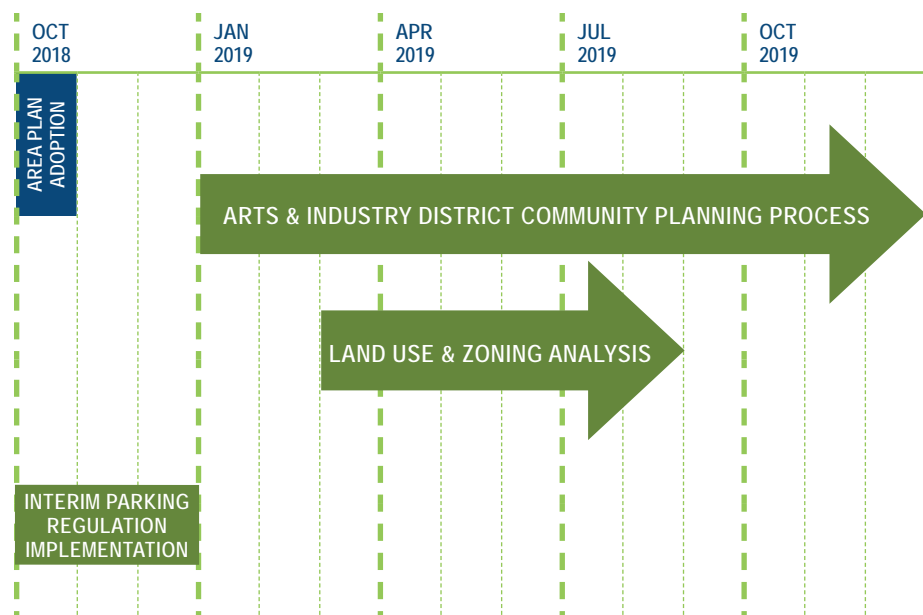 OCT
2018
JAN
2019
APR
2019
JUL
2019
OCT
2019
AREA PLAN
ADOPTION
ARTS & INDUSTRY DISTRICT COMMUNITY PLANNING PROCESS
LAND USE & ZONING ANALYSIS
INTERIM PARKING
REGULATION
IMPLEMENTATION